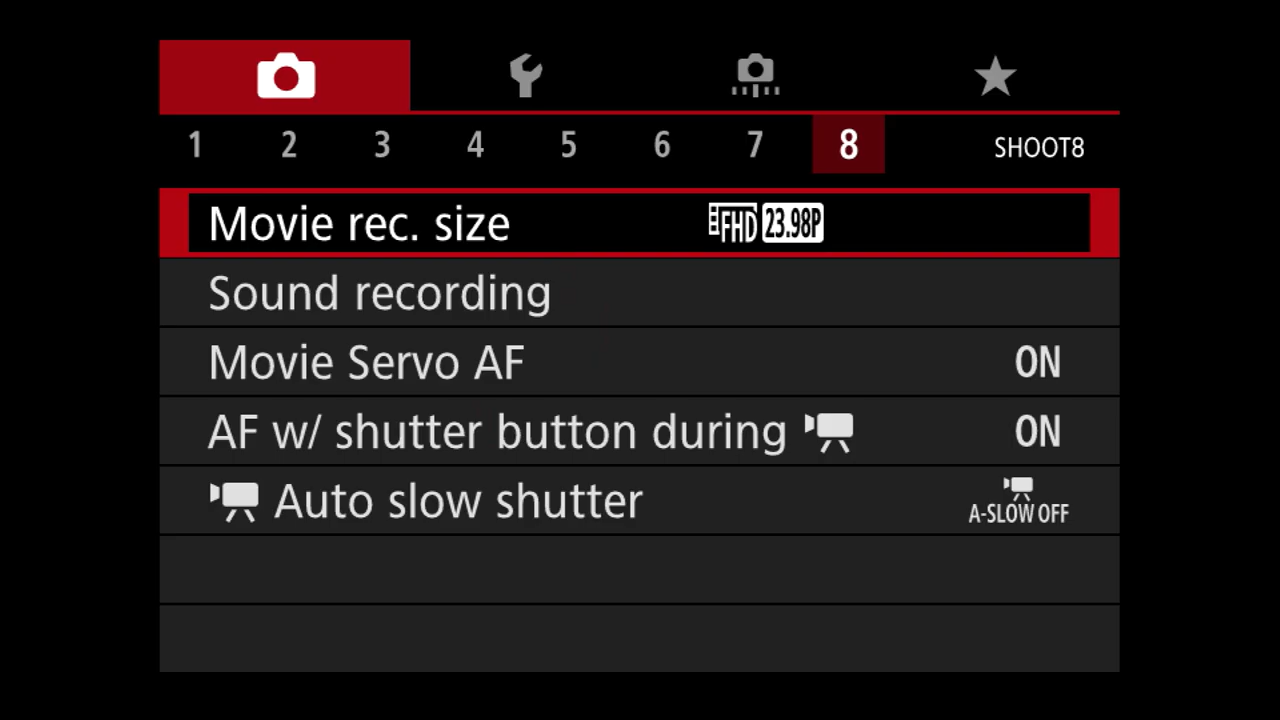 1 2 3 4 5 6 7 8 SHOOT8
Movie rec. size FHD 23.98P
Sound recording
Movie Servo AF ON
AF w/ shutter button during ON
Auto slow shutter A-SLOW OFF